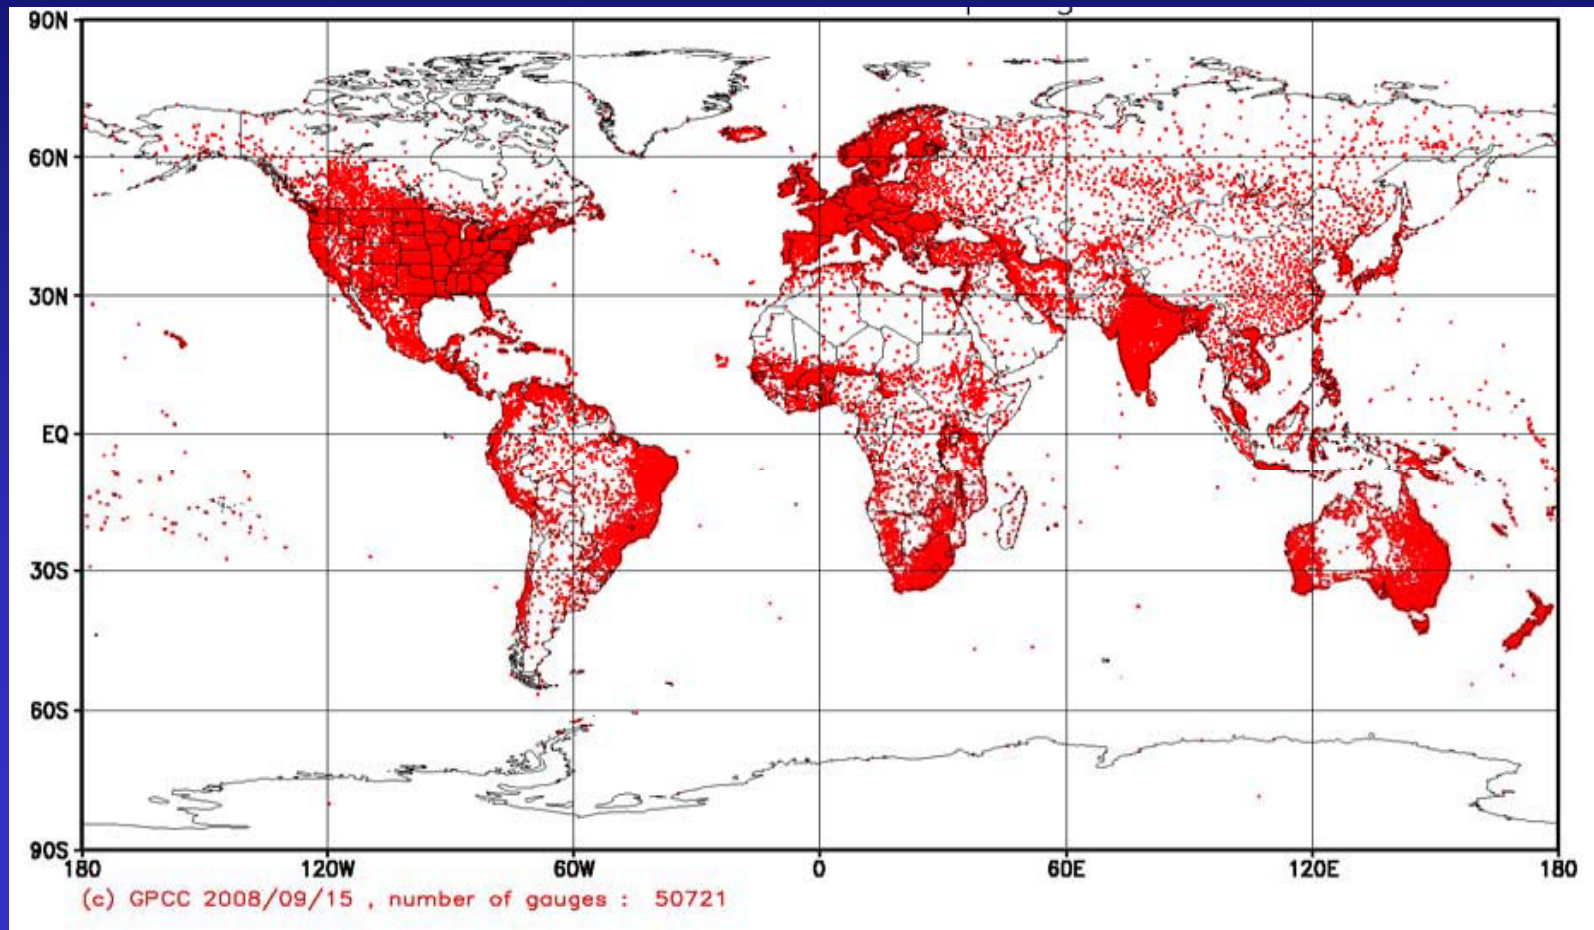 90N
60N
30N
EQ
30S
60S
90S
180 120W 60W 0 60E 120E 180
(c) GPCC 2008/09/15 , number of gauges : 50721